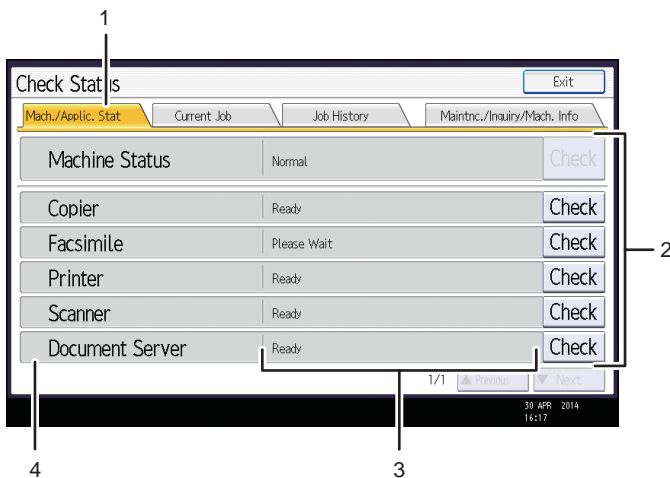 1
Check Status
Exit
Mach./Applic. Stat
Current Job
Job History
Maintnc./Inquiry/Mach. Info
Machine Status
Normal
Check
Copier
Ready
Check
Facsimile
Please Wait
Check
2
Printer
Ready
Check
Scanner
Ready
Check
Document Server
Ready
Check
1/1
▲ Previous
▼ Next
30 APR 2014
16:17
4
3